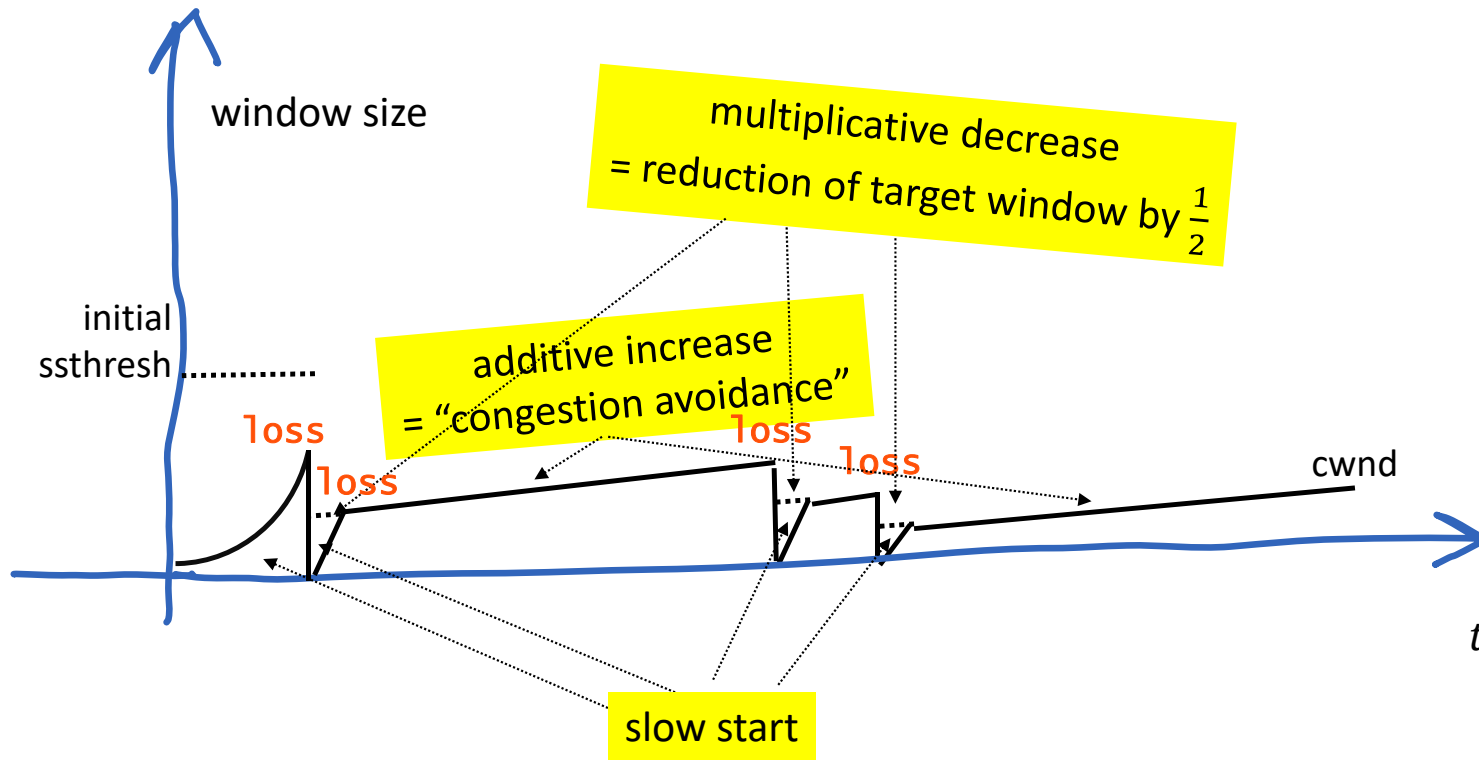 window size
multiplicative decrease
= reduction of target window by 1/2
initial
ssthresh
additive increase
= “congestion avoidance”
loss
loss
loss
loss
cwnd
t
slow start